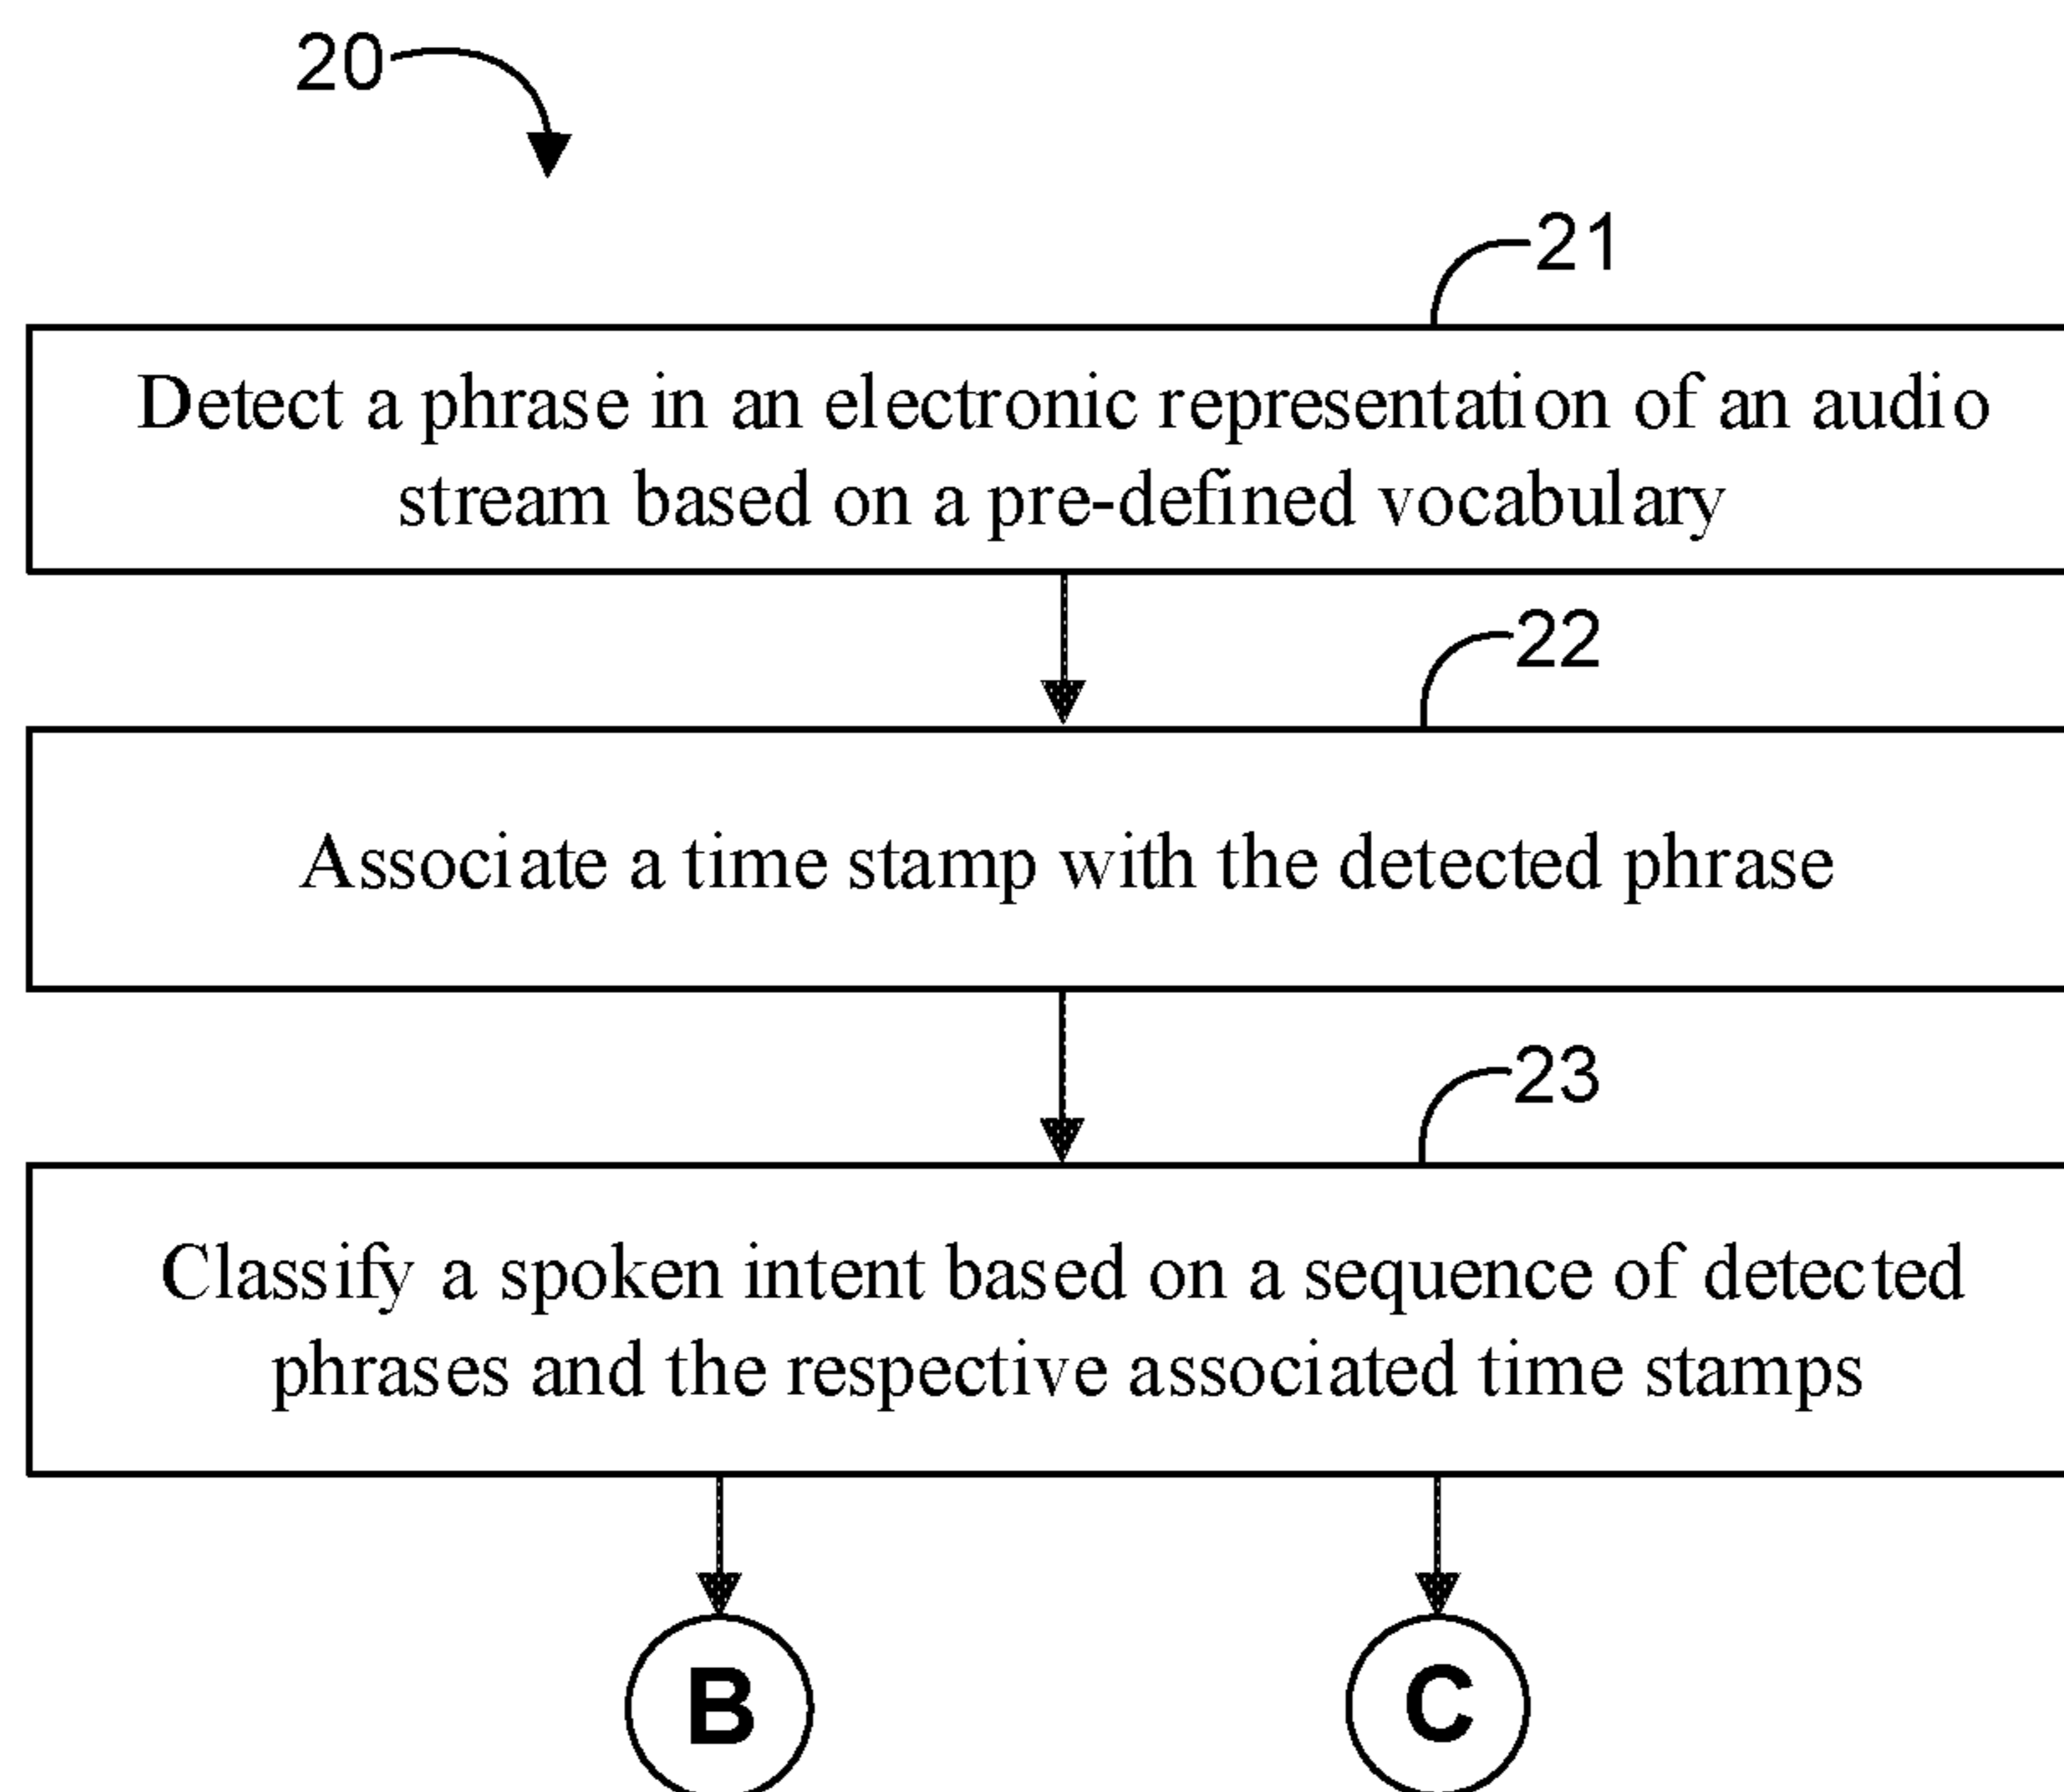 20
21
Detect a phrase in an electronic representation of an audio
stream based on a pre-defined vocabulary
22
Associate a time stamp with the detected phrase
23
Classify a spoken intent based on a sequence of detected
phrases and the respective associated time stamps
B C